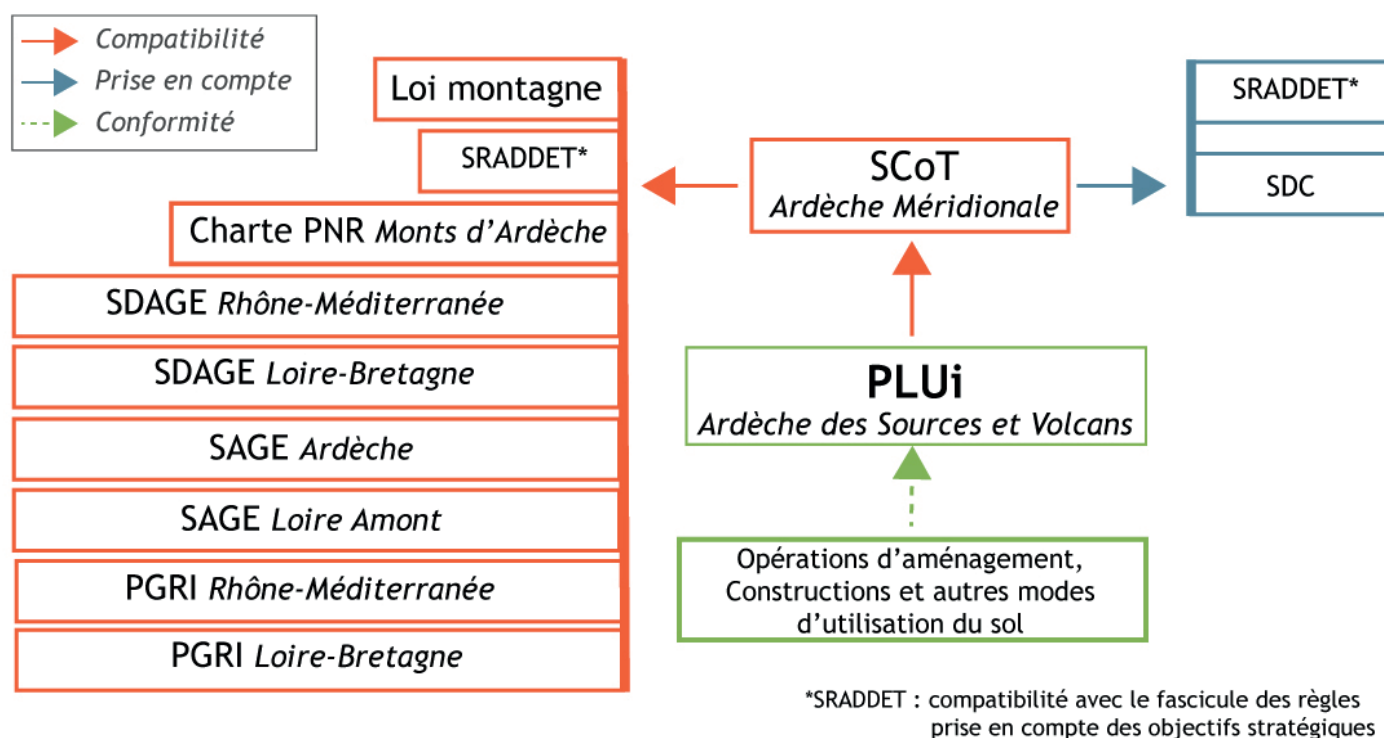 Compatibilité
Prise en compte
Conformité
Loi montagne
SRADDET*
Charte PNR Monts d’Ardèche
SDAGE Rhône-Méditerranée
SDAGE Loire-Bretagne
SAGE Ardèche
SAGE Loire Amont
PGRI Rhône-Méditerranée
PGRI Loire-Bretagne
SCoT
Ardèche Méridionale
SRADDET*
SDC
PLUi
Ardèche des Sources et Volcans
Opérations d’aménagement,
Constructions et autres modes
d’utilisation du sol
*SRADDET : compatibilité avec le fascicule des règles
prise en compte des objectifs stratégiques